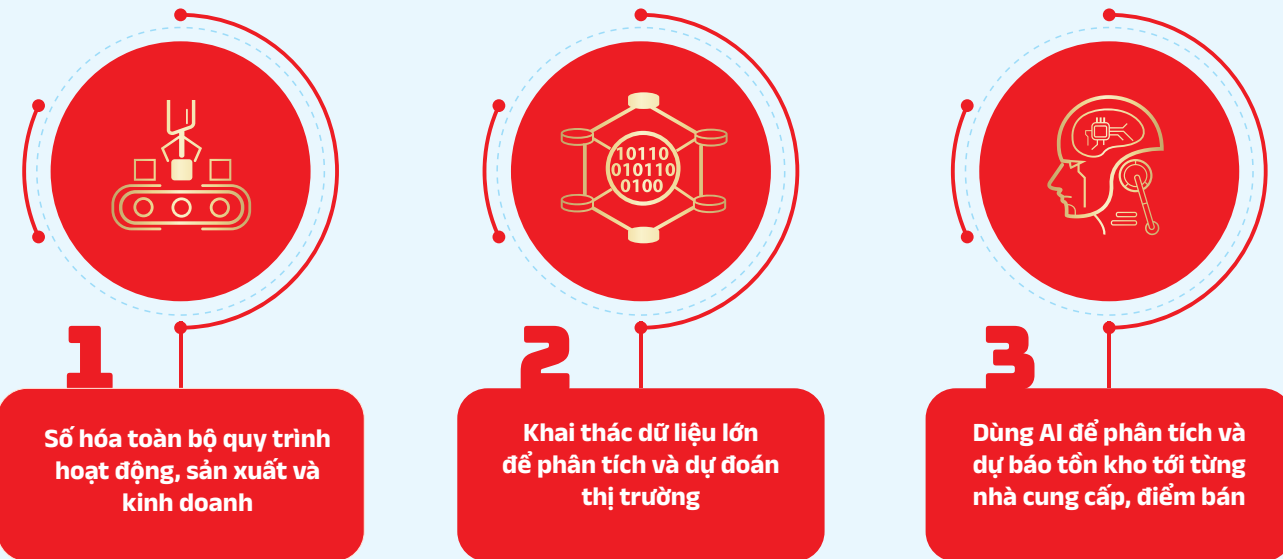 10110
010110
0100
1
Số hóa toàn bộ quy trình
hoạt động, sản xuất và
kinh doanh
2
Khai thác dữ liệu lớn
để phân tích và dự đoán
thị trường
3
Dùng AI để phân tích và
dự báo tồn kho tới từng
nhà cung cấp, điểm bán